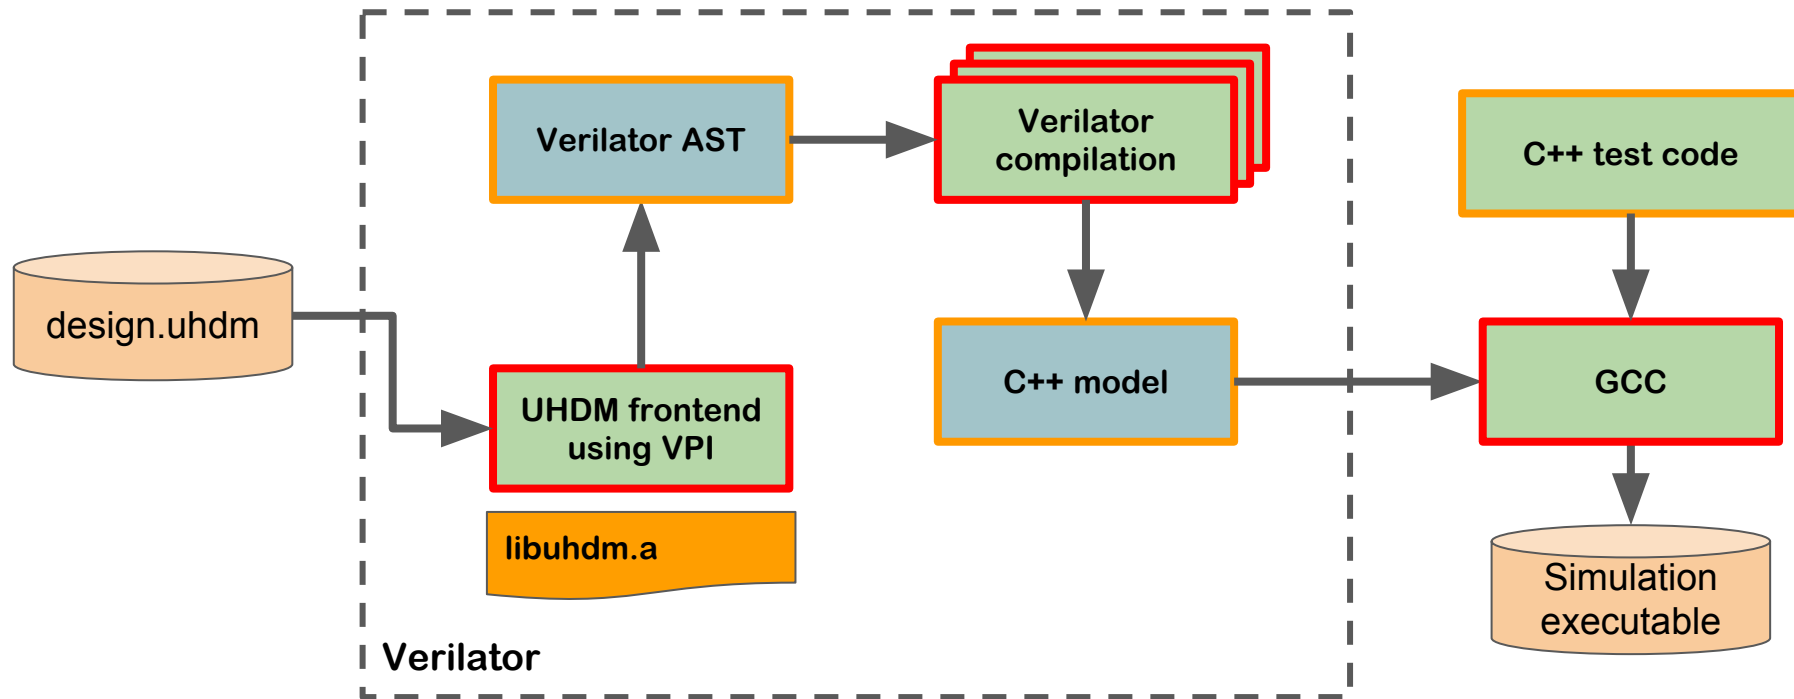 design.uhdm
Verilator AST
UHDM frontend
using VPI
libuhdm.a
Verilator
compilation
C++ model
Verilator
C++ test code
GCC
Simulation
executable